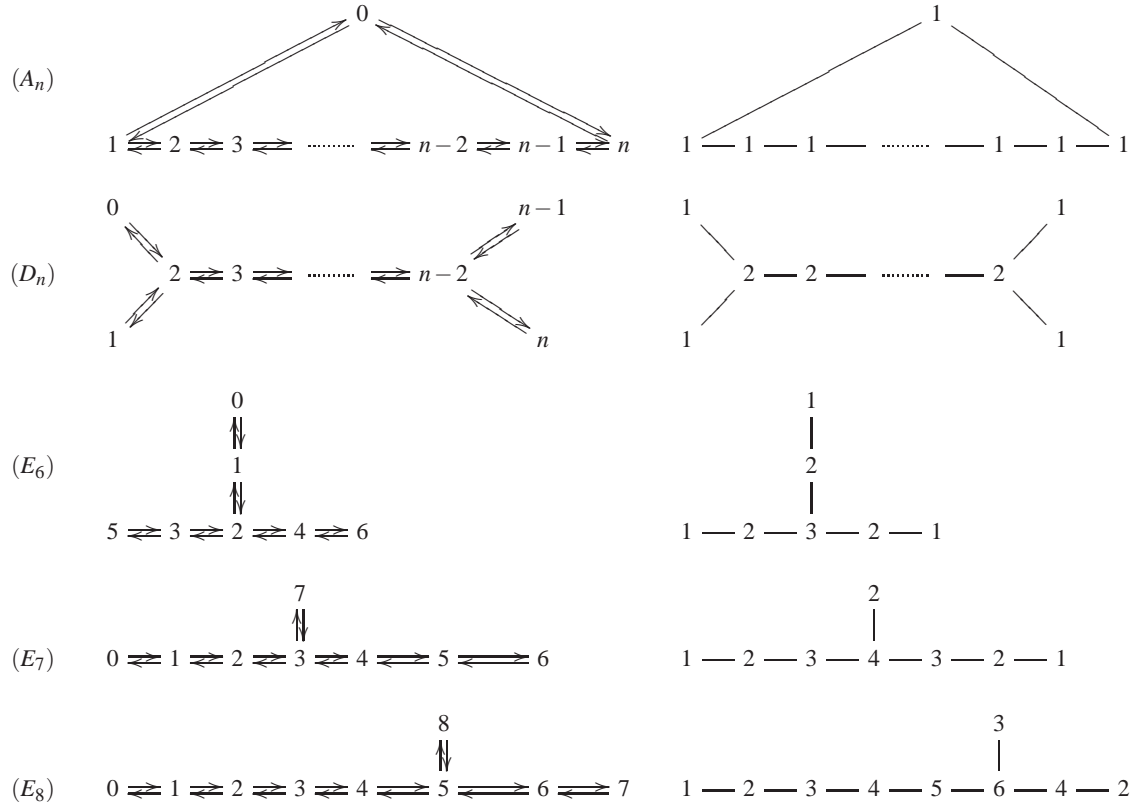 0 1
(A_n)
1 2 3 n−2 n−1 n 1 1 1 1 1 1
0 n−1 1 1
(D_n) 2 3 n−2 2 2 2
1 n 1 1
0 1
(E_6) 1 2
5 3 2 4 6 1 2 3 2 1
7 2
(E_7) 0 1 2 3 4 5 6 1 2 3 4 3 2 1
8 3
(E_8) 0 1 2 3 4 5 6 7 1 2 3 4 5 6 4 2